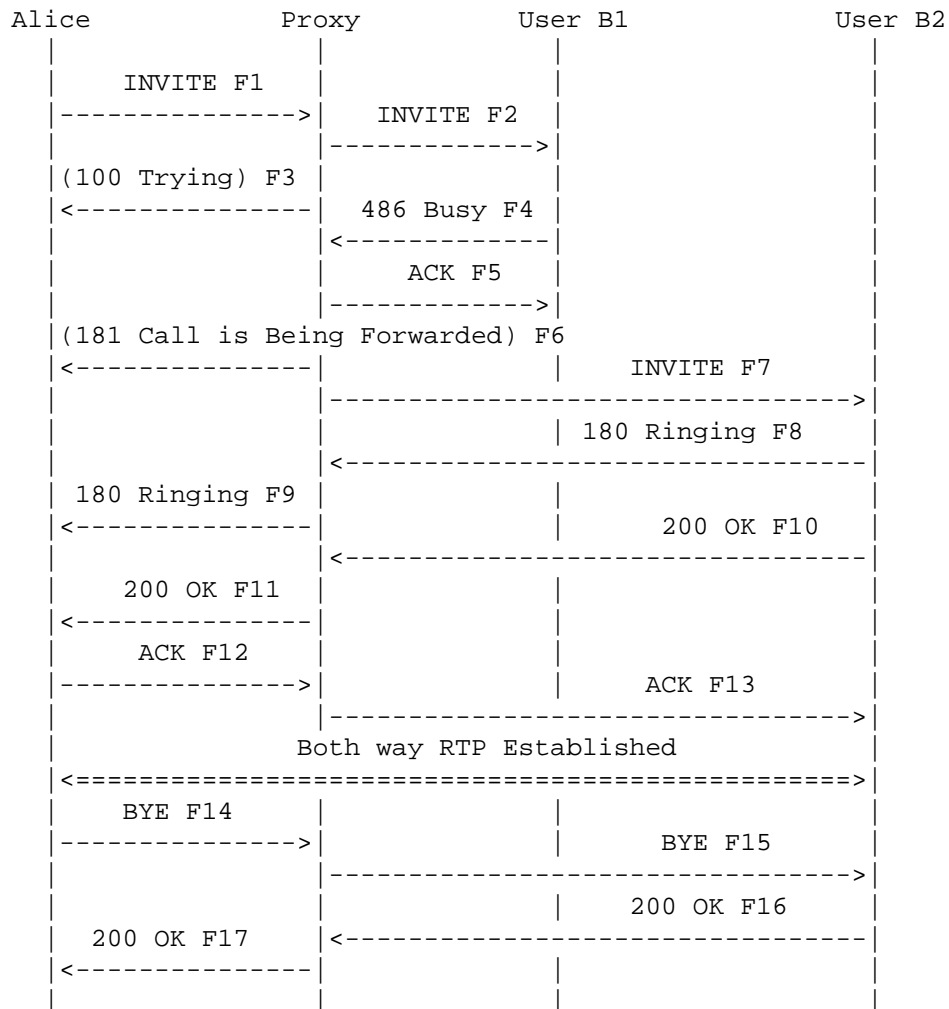 Alice Proxy User B1 User B2
INVITE F1
INVITE F2
(100 Trying) F3
486 Busy F4
ACK F5
(181 Call is Being Forwarded) F6
INVITE F7
180 Ringing F8
180 Ringing F9
200 OK F10
200 OK F11
ACK F12
ACK F13
Both way RTP Established
BYE F14
BYE F15
200 OK F16
200 OK F17